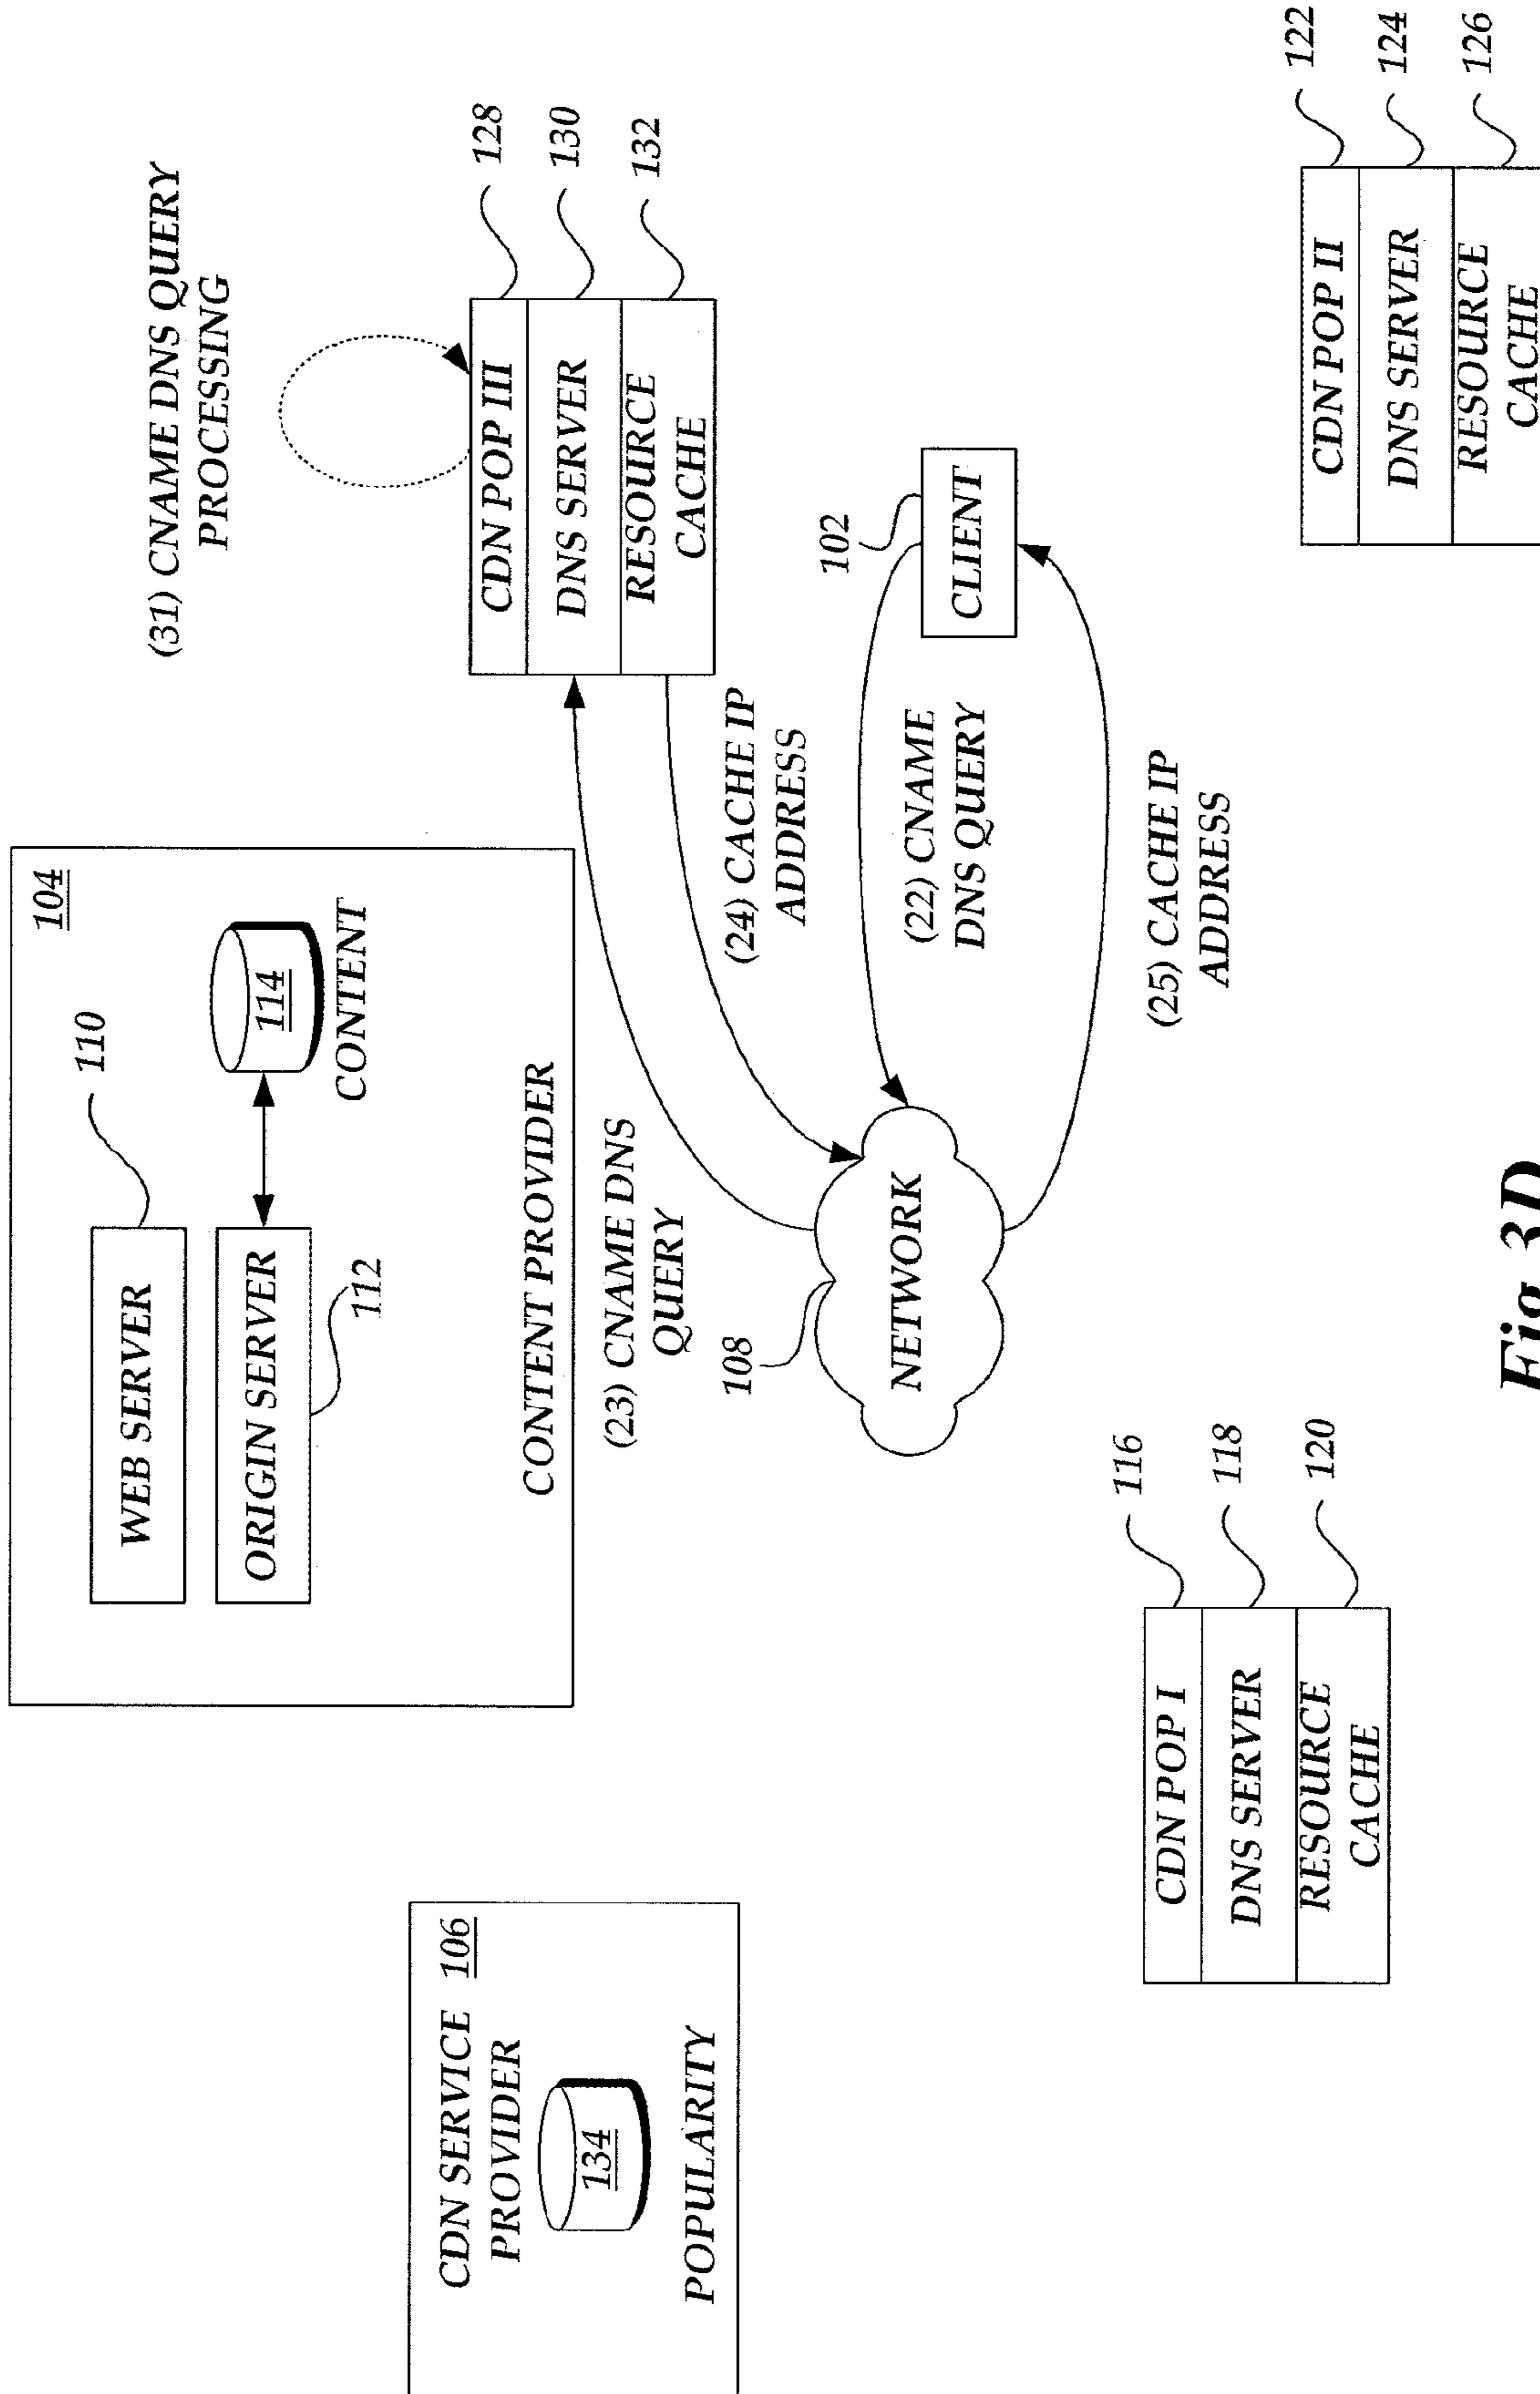 CDN SERVICE 106
PROVIDER
134
POPULARITY
104
WEB SERVER
110
ORIGIN SERVER
112
114
CONTENT
CONTENT PROVIDER
(31) CNAME DNS QUERY
PROCESSING
CDN POP III
128
DNS SERVER
130
RESOURCE
CACHE
132
(23) CNAME DNS
QUERY
(24) CACHE IP
ADDRESS
108
NETWORK
(22) CNAME
DNS QUERY
102
CLIENT
(25) CACHE IP
ADDRESS
CDN POP I
116
DNS SERVER
118
RESOURCE
CACHE
120
CDN POP II
122
DNS SERVER
124
RESOURCE
CACHE
126
Fig.3D.